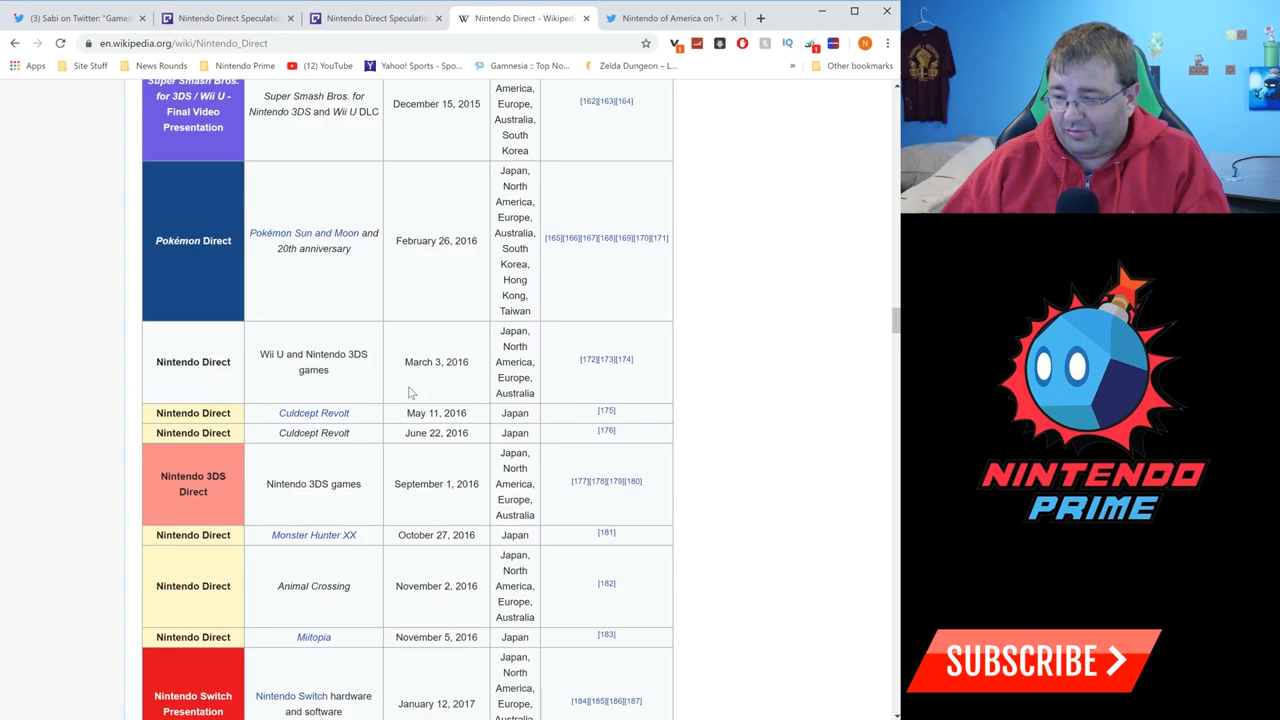 (3) Sabi on Twitter: "Games
Nintendo Direct Speculatio
Nintendo Direct Speculatio
Nintendo Direct - Wikipedi
Nintendo of America on Tw
en.wikipedia.org/wiki/Nintendo_Direct
Apps
Site Stuff
News Rounds
Nintendo Prime
(12) YouTube
Yahoo! Sports - Spo...
Gamnesia :: Top No...
Zelda Dungeon – L...
»
Other bookmarks
Super Smash Bros.
for 3DS / Wii U -
Final Video
Presentation
Super Smash Bros. for
Nintendo 3DS and Wii U DLC
December 15, 2015
America,
Europe,
Australia,
South
Korea
[162][163][164]
Pokémon Direct
Pokémon Sun and Moon and
20th anniversary
February 26, 2016
Japan,
North
America,
Europe,
Australia,
South
Korea,
Hong
Kong,
Taiwan
[165][166][167][168][169][170][171]
Nintendo Direct
Wii U and Nintendo 3DS
games
March 3, 2016
Japan,
North
America,
Europe,
Australia
[172][173][174]
Nintendo Direct
Culdcept Revolt
May 11, 2016
Japan
[175]
Nintendo Direct
Culdcept Revolt
June 22, 2016
Japan
[176]
Nintendo 3DS
Direct
Nintendo 3DS games
September 1, 2016
Japan,
North
America,
Europe,
Australia
[177][178][179][180]
Nintendo Direct
Monster Hunter XX
October 27, 2016
Japan
[181]
Nintendo Direct
Animal Crossing
November 2, 2016
Japan,
North
America,
Europe,
Australia
[182]
Nintendo Direct
Miitopia
November 5, 2016
Japan
[183]
Nintendo Switch
Presentation
Nintendo Switch hardware
and software
January 12, 2017
Japan,
North
America,
Europe,
Australia
[184][185][186][187]
NINTENDO
PRIME
SUBSCRIBE